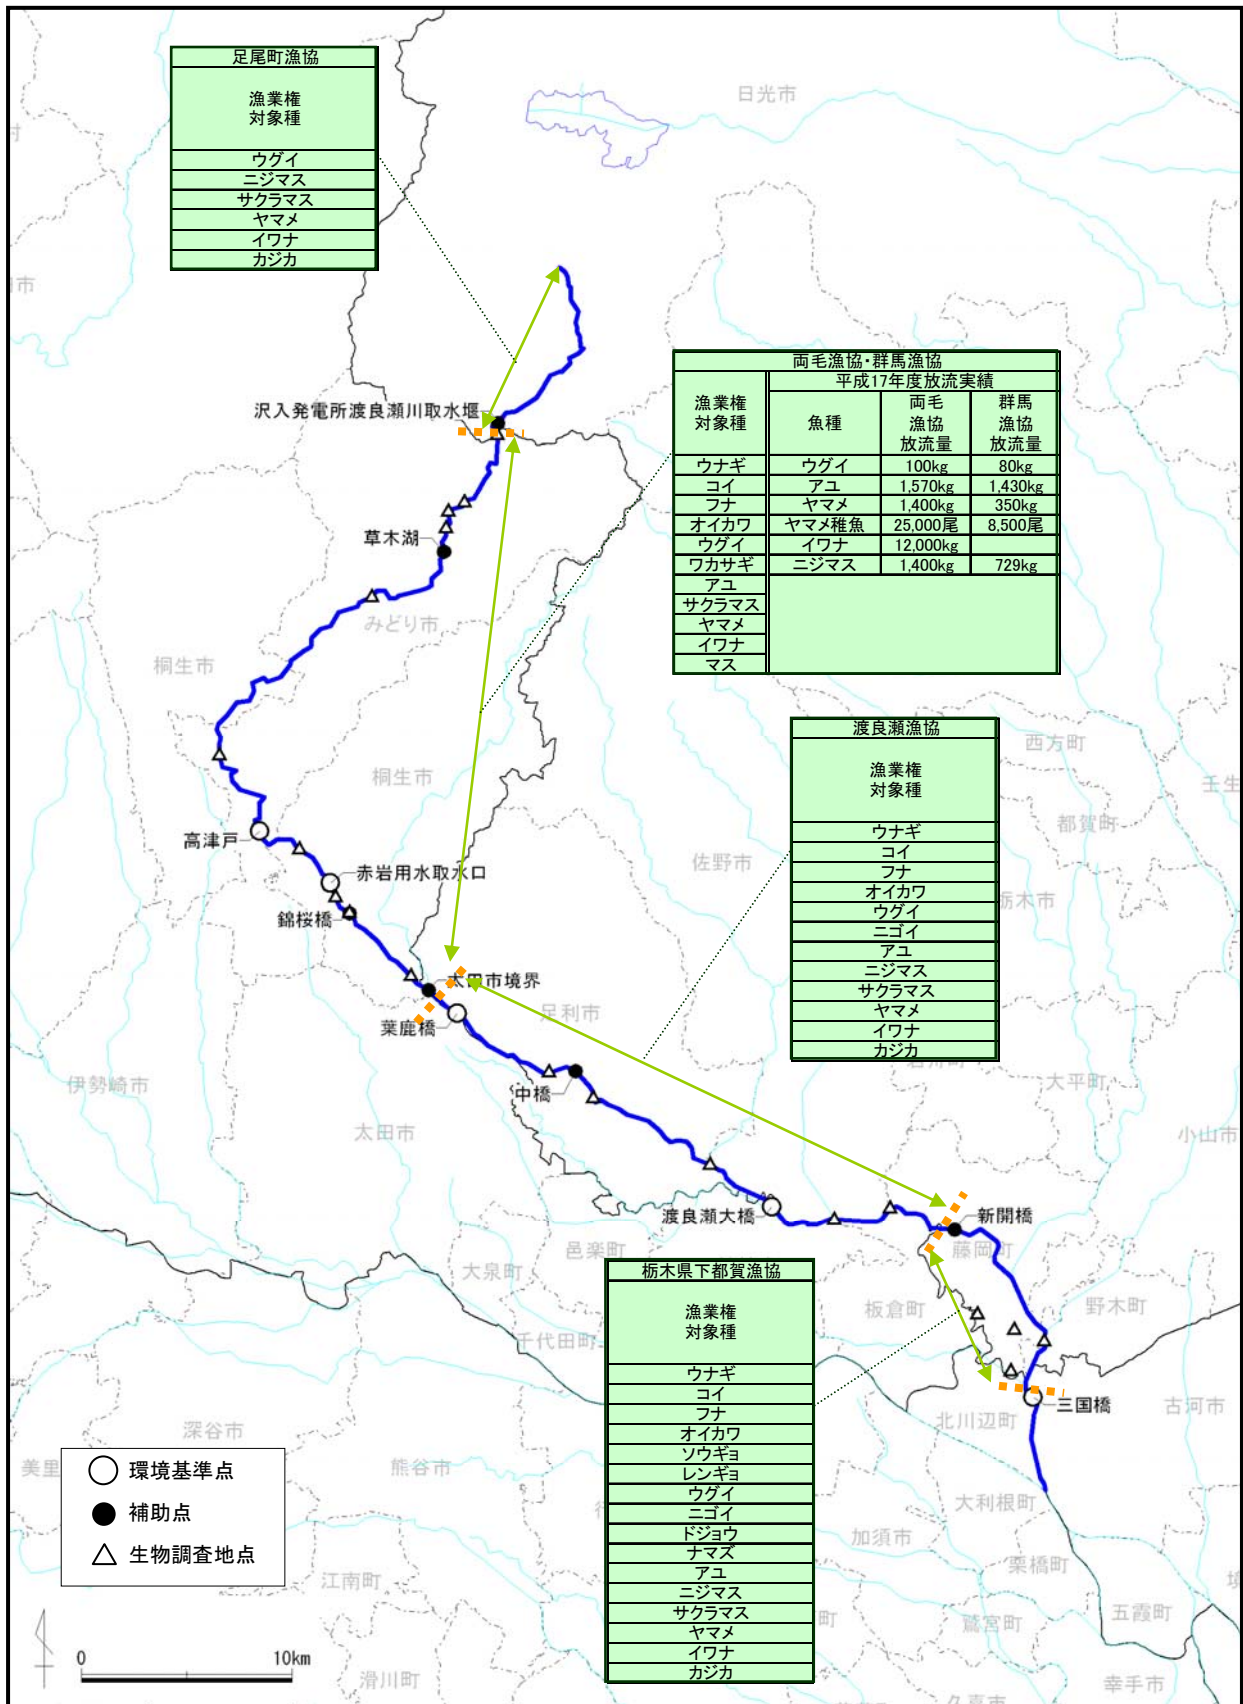 足尾町漁協
漁業権
対象種
ウグイ
ニジマス
サクラマス
ヤマメ
イワナ
カジカ
日光市
村
市
沢入発電所渡良瀬川取水堰
両毛漁協・群馬漁協
漁業権
対象種
平成17年度放流実績
魚種
両毛
漁協
放流量
群馬
漁協
放流量
ウナギ ウグイ 100kg 80kg
コイ アユ 1,570kg 1,430kg
フナ ヤマメ 1,400kg 350kg
オイカワ ヤマメ稚魚 25,000尾 8,500尾
ウグイ イワナ 12,000kg
ワカサギ ニジマス 1,400kg 729kg
アユ
サクラマス
ヤマメ
イワナ
マス
草木湖
みどり市
桐生市
桐生市
渡良瀬漁協
漁業権
対象種
ウナギ
コイ
フナ
オイカワ
ウグイ
ニゴイ
アユ
ニジマス
サクラマス
ヤマメ
イワナ
カジカ
西方町
壬生
都賀町
栃木市
佐野市
高津戸
赤岩用水取水口
錦桜橋
太田市境界
葉鹿橋
足利市
中橋
伊勢崎市
太田市
大平町
小山市
渡良瀬大橋
新開橋
藤岡町
邑楽町
大泉町
千代田町
板倉町
野木町
栃木県下都賀漁協
漁業権
対象種
ウナギ
コイ
フナ
オイカワ
ソウギョ
レンギョ
ウグイ
ニゴイ
ドジョウ
ナマズ
アユ
ニジマス
サクラマス
ヤマメ
イワナ
カジカ
三国橋
古河市
北川辺町
深谷市
美里
熊谷市
大利根町
加須市
栗橋町
江南町
五霞町
鷲宮町
町
滑川町
幸手市
久喜市
環境基準点
補助点
生物調査地点
0 10km